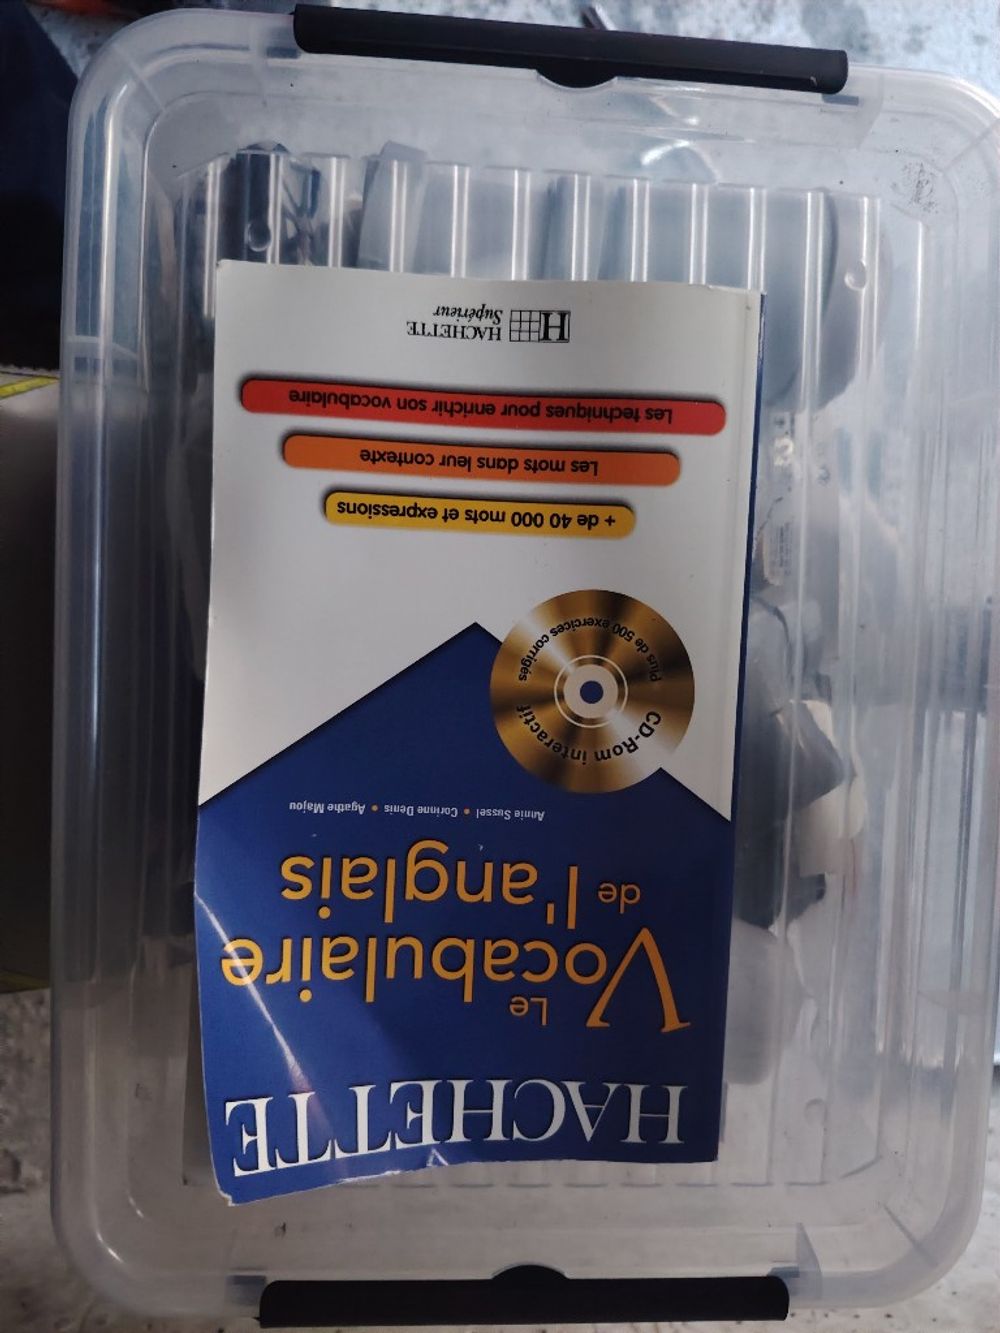 HACHETTE
Le
Vocabulaire
de l'anglais
Annie Sussel • Corinne Denis • Agathe Majou
CD-Rom interactif
Plus de 500 exercices corrigés
+ de 40 000 mots et expressions
Les mots dans leur contexte
Les techniques pour enrichir son vocabulaire
H HACHETTE
Supérieur